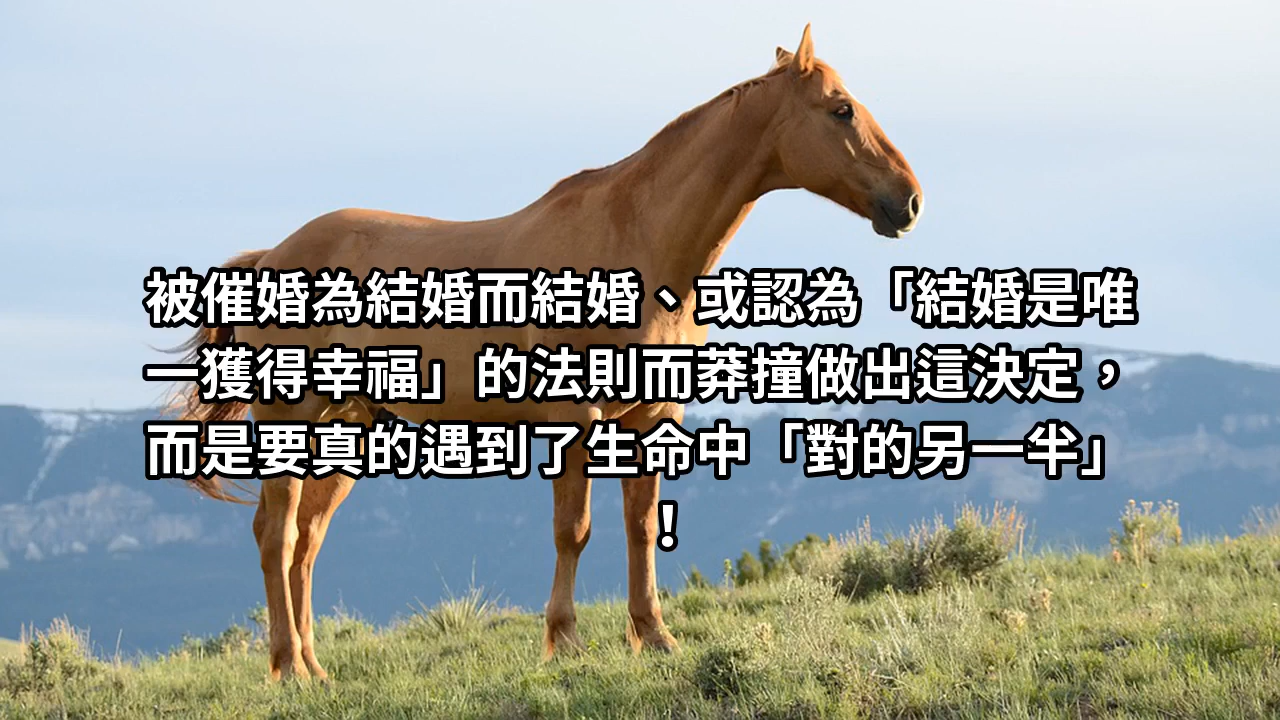 被催婚為結婚而結婚、或認為「結婚是唯
一獲得幸福」的法則而莽撞做出這決定，
而是要真的遇到了生命中「對的另一半」
！